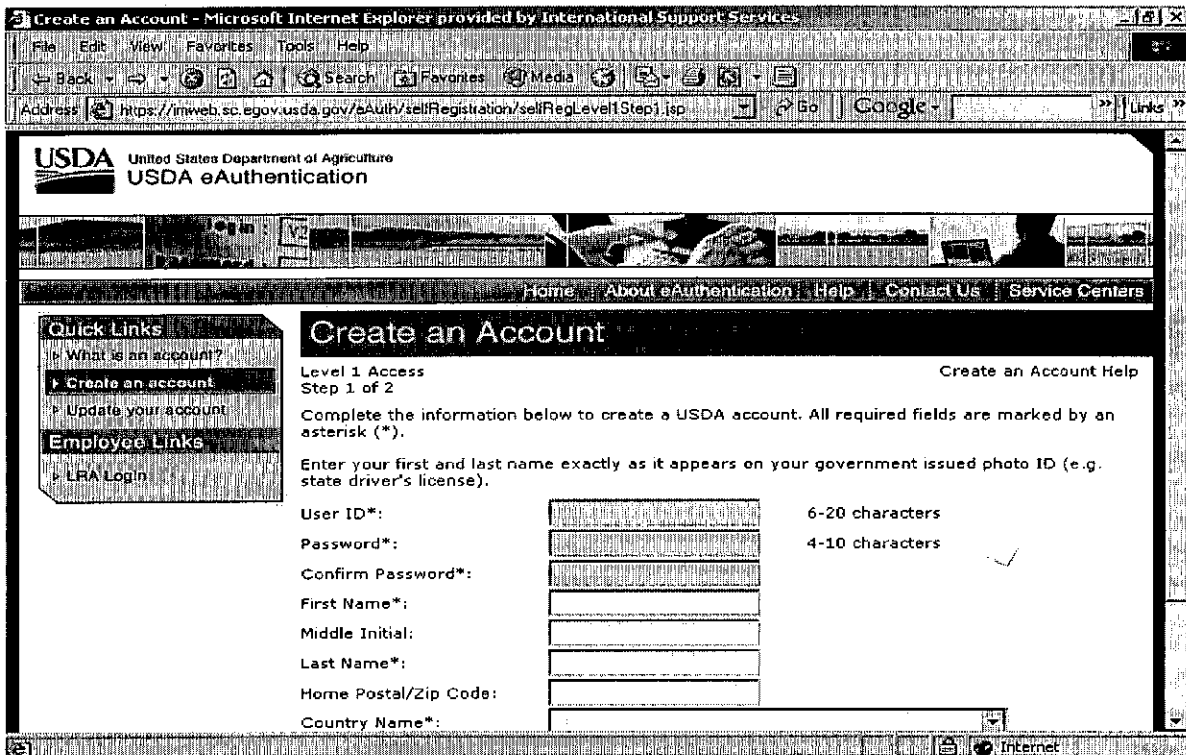 Create an Account - Microsoft Internet Explorer provided by International Support Services
File Edit View Favorites Tools Help
Back Search Favorites Media
Address https://imweb.sc.egov.usda.gov/eAuth/selfRegistration/selfRegLevel1Step1.jsp Go Google Links
USDA United States Department of Agriculture
USDA eAuthentication
Login :
Home About eAuthentication Help Contact Us Service Centers
Quick Links
What is an account?
Create an account
Update your account
Employee Links
LRA Login
Create an Account
Level 1 Access Create an Account Help
Step 1 of 2
Complete the information below to create a USDA account. All required fields are marked by an
asterisk (*).
Enter your first and last name exactly as it appears on your government issued photo ID (e.g.
state driver's license).
User ID*: 6-20 characters
Password*: 4-10 characters
Confirm Password*:
First Name*:
Middle Initial:
Last Name*:
Home Postal/Zip Code:
Country Name*:
Internet